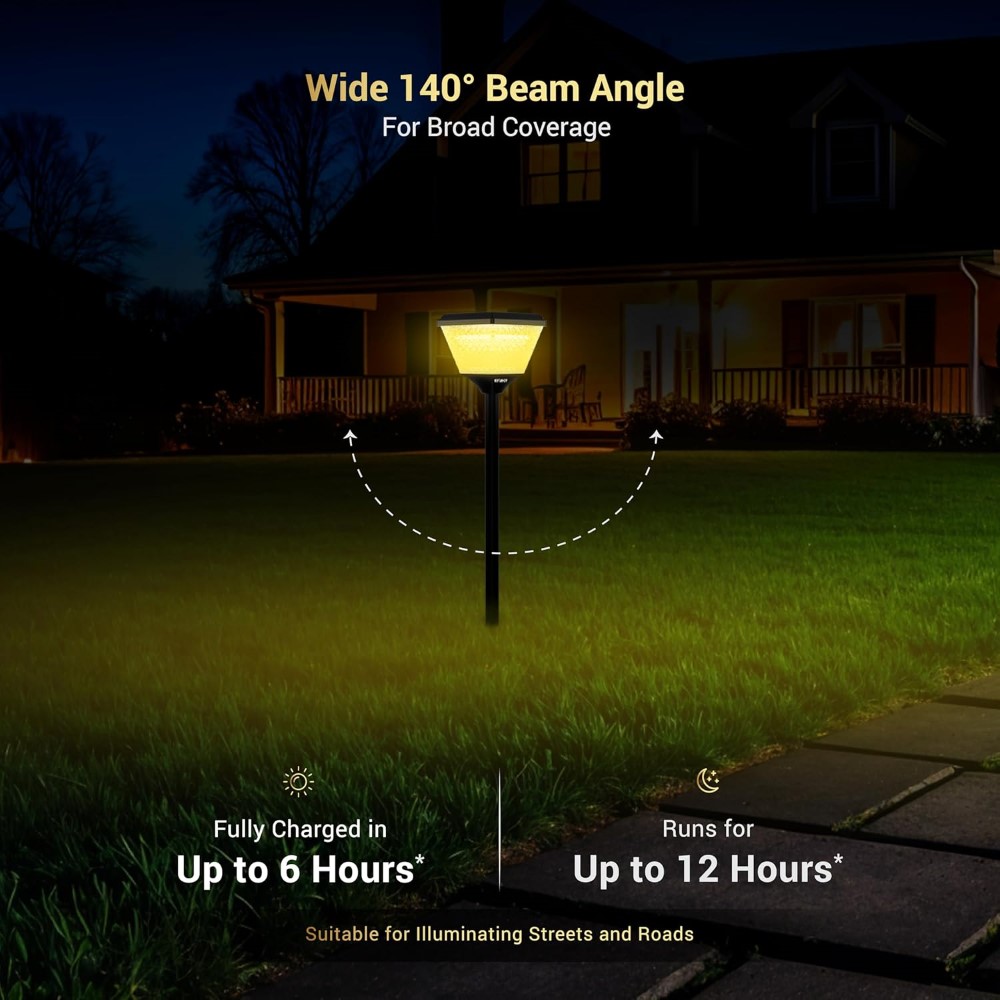 Wide 140° Beam Angle
For Broad Coverage
Fully Charged in
Up to 6 Hours*
Runs for
Up to 12 Hours*
Suitable for Illuminating Streets and Roads